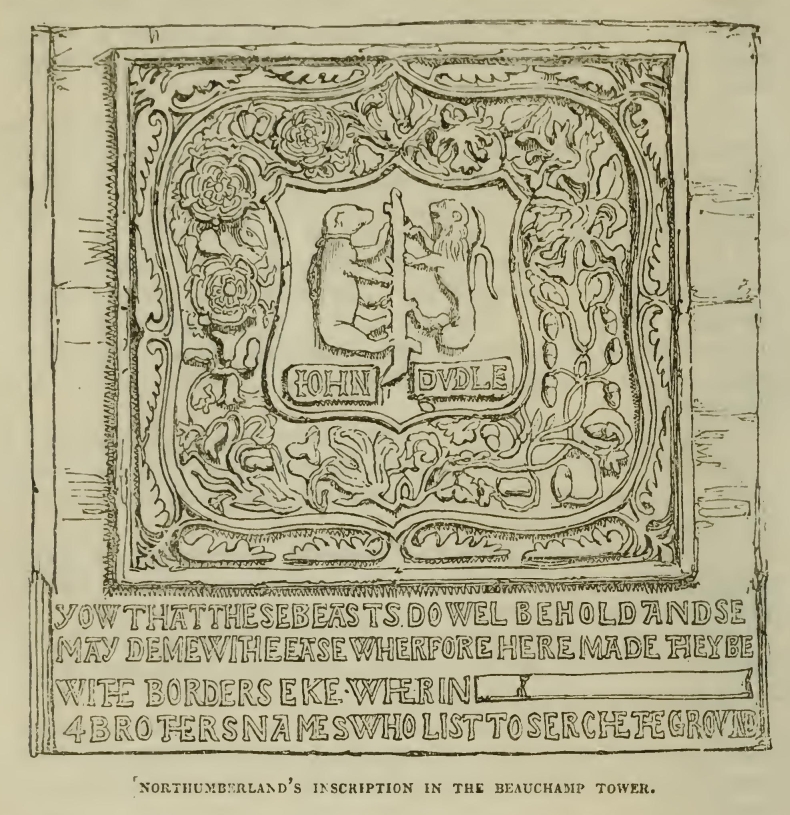 IOHN DVDLE
YOW THAT THESE BEASTS DO WEL BEHOLD AND SE
MAY DEME WITH EASE WHERFORE HERE MADE THEY BE
WITH BORDERS EKE WHERIN
4 BROTHERS NAMES WHO LIST TO SERCHE THE GROVND
NORTHUMBERLAND'S INSCRIPTION IN THE BEAUCHAMP TOWER.